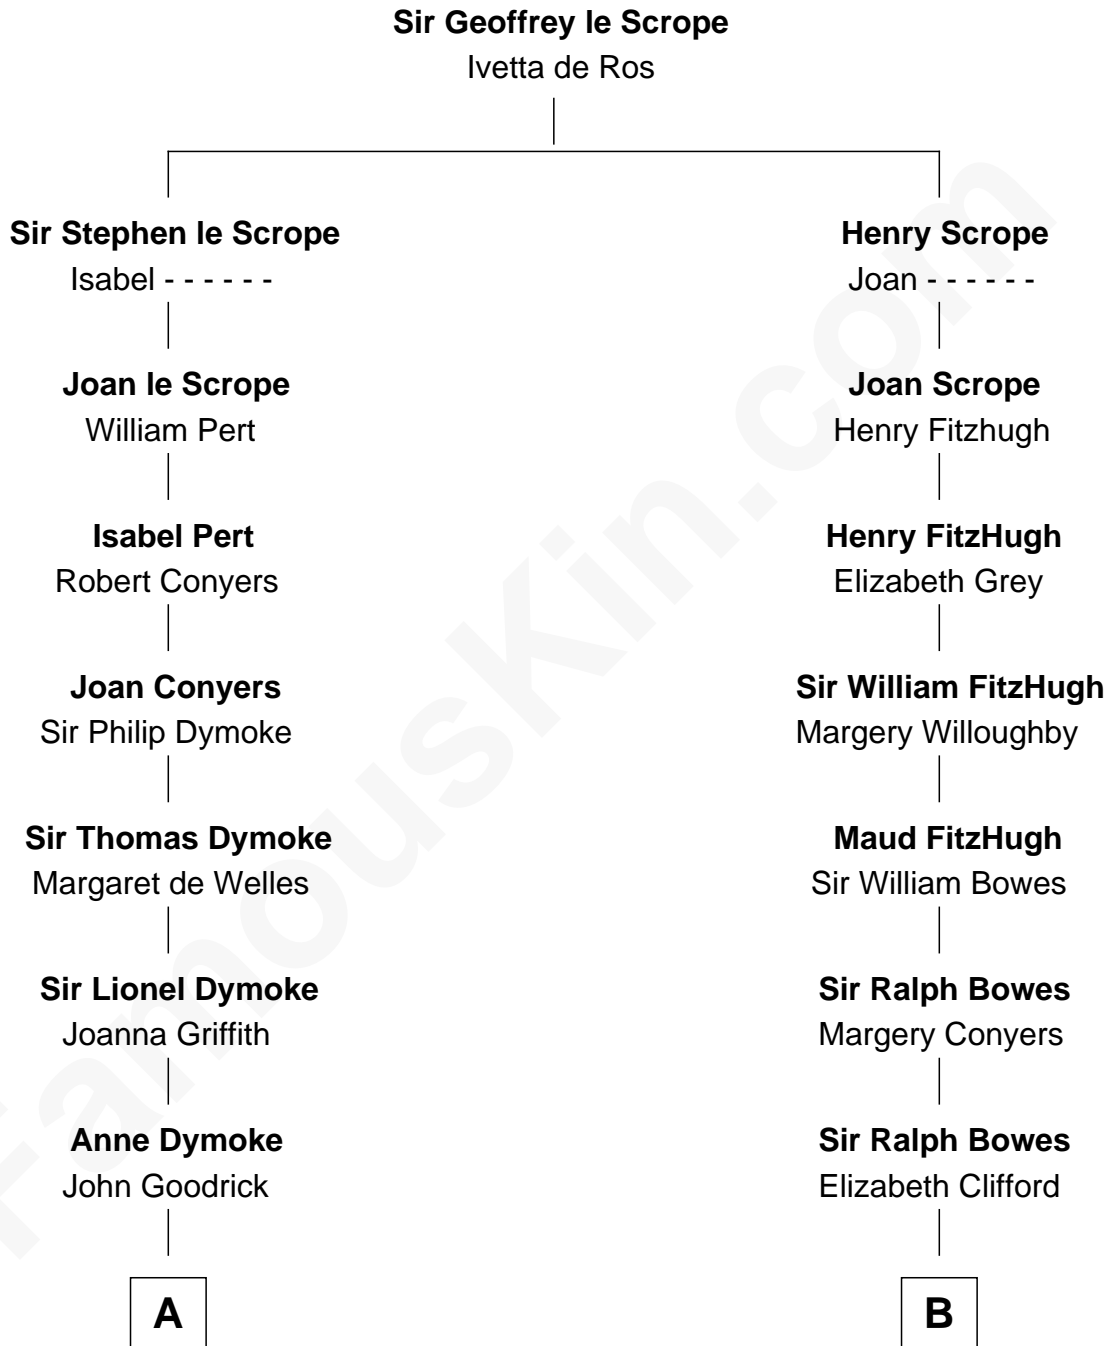 Sir Geoffrey le Scrope
Ivetta de Ros
Sir Stephen le Scrope
Isabel - - - - - -
Henry Scrope
Joan - - - - - -
Joan le Scrope
William Pert
Joan Scrope
Henry Fitzhugh
Isabel Pert
Robert Conyers
Henry FitzHugh
Elizabeth Grey
Joan Conyers
Sir Philip Dymoke
Sir William FitzHugh
Margery Willoughby
Sir Thomas Dymoke
Margaret de Welles
Maud FitzHugh
Sir William Bowes
Sir Lionel Dymoke
Joanna Griffith
Sir Ralph Bowes
Margery Conyers
Anne Dymoke
John Goodrick
Sir Ralph Bowes
Elizabeth Clifford
A
B
FamousKin.com